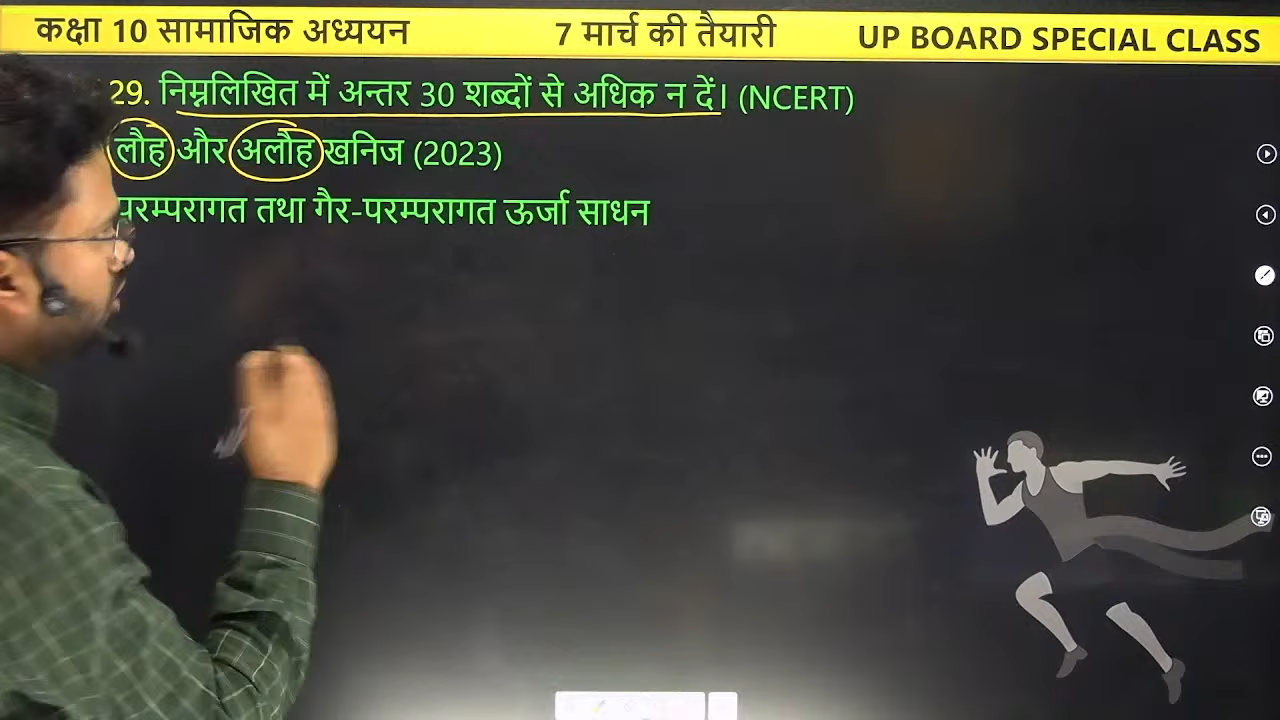 कक्षा 10 सामाजिक अध्ययन 7 मार्च की तैयारी UP BOARD SPECIAL CLASS
29. निम्नलिखित में अन्तर 30 शब्दों से अधिक न दें। (NCERT)
लौह और अलौह खनिज (2023)
परम्परागत तथा गैर-परम्परागत ऊर्जा साधन